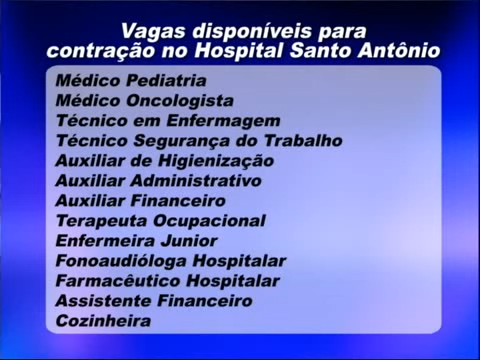 Vagas disponíveis para
contração no Hospital Santo Antônio
Médico Pediatria
Médico Oncologista
Técnico em Enfermagem
Técnico Segurança do Trabalho
Auxiliar de Higienização
Auxiliar Administrativo
Auxiliar Financeiro
Terapeuta Ocupacional
Enfermeira Junior
Fonoaudióloga Hospitalar
Farmacêutico Hospitalar
Assistente Financeiro
Cozinheira